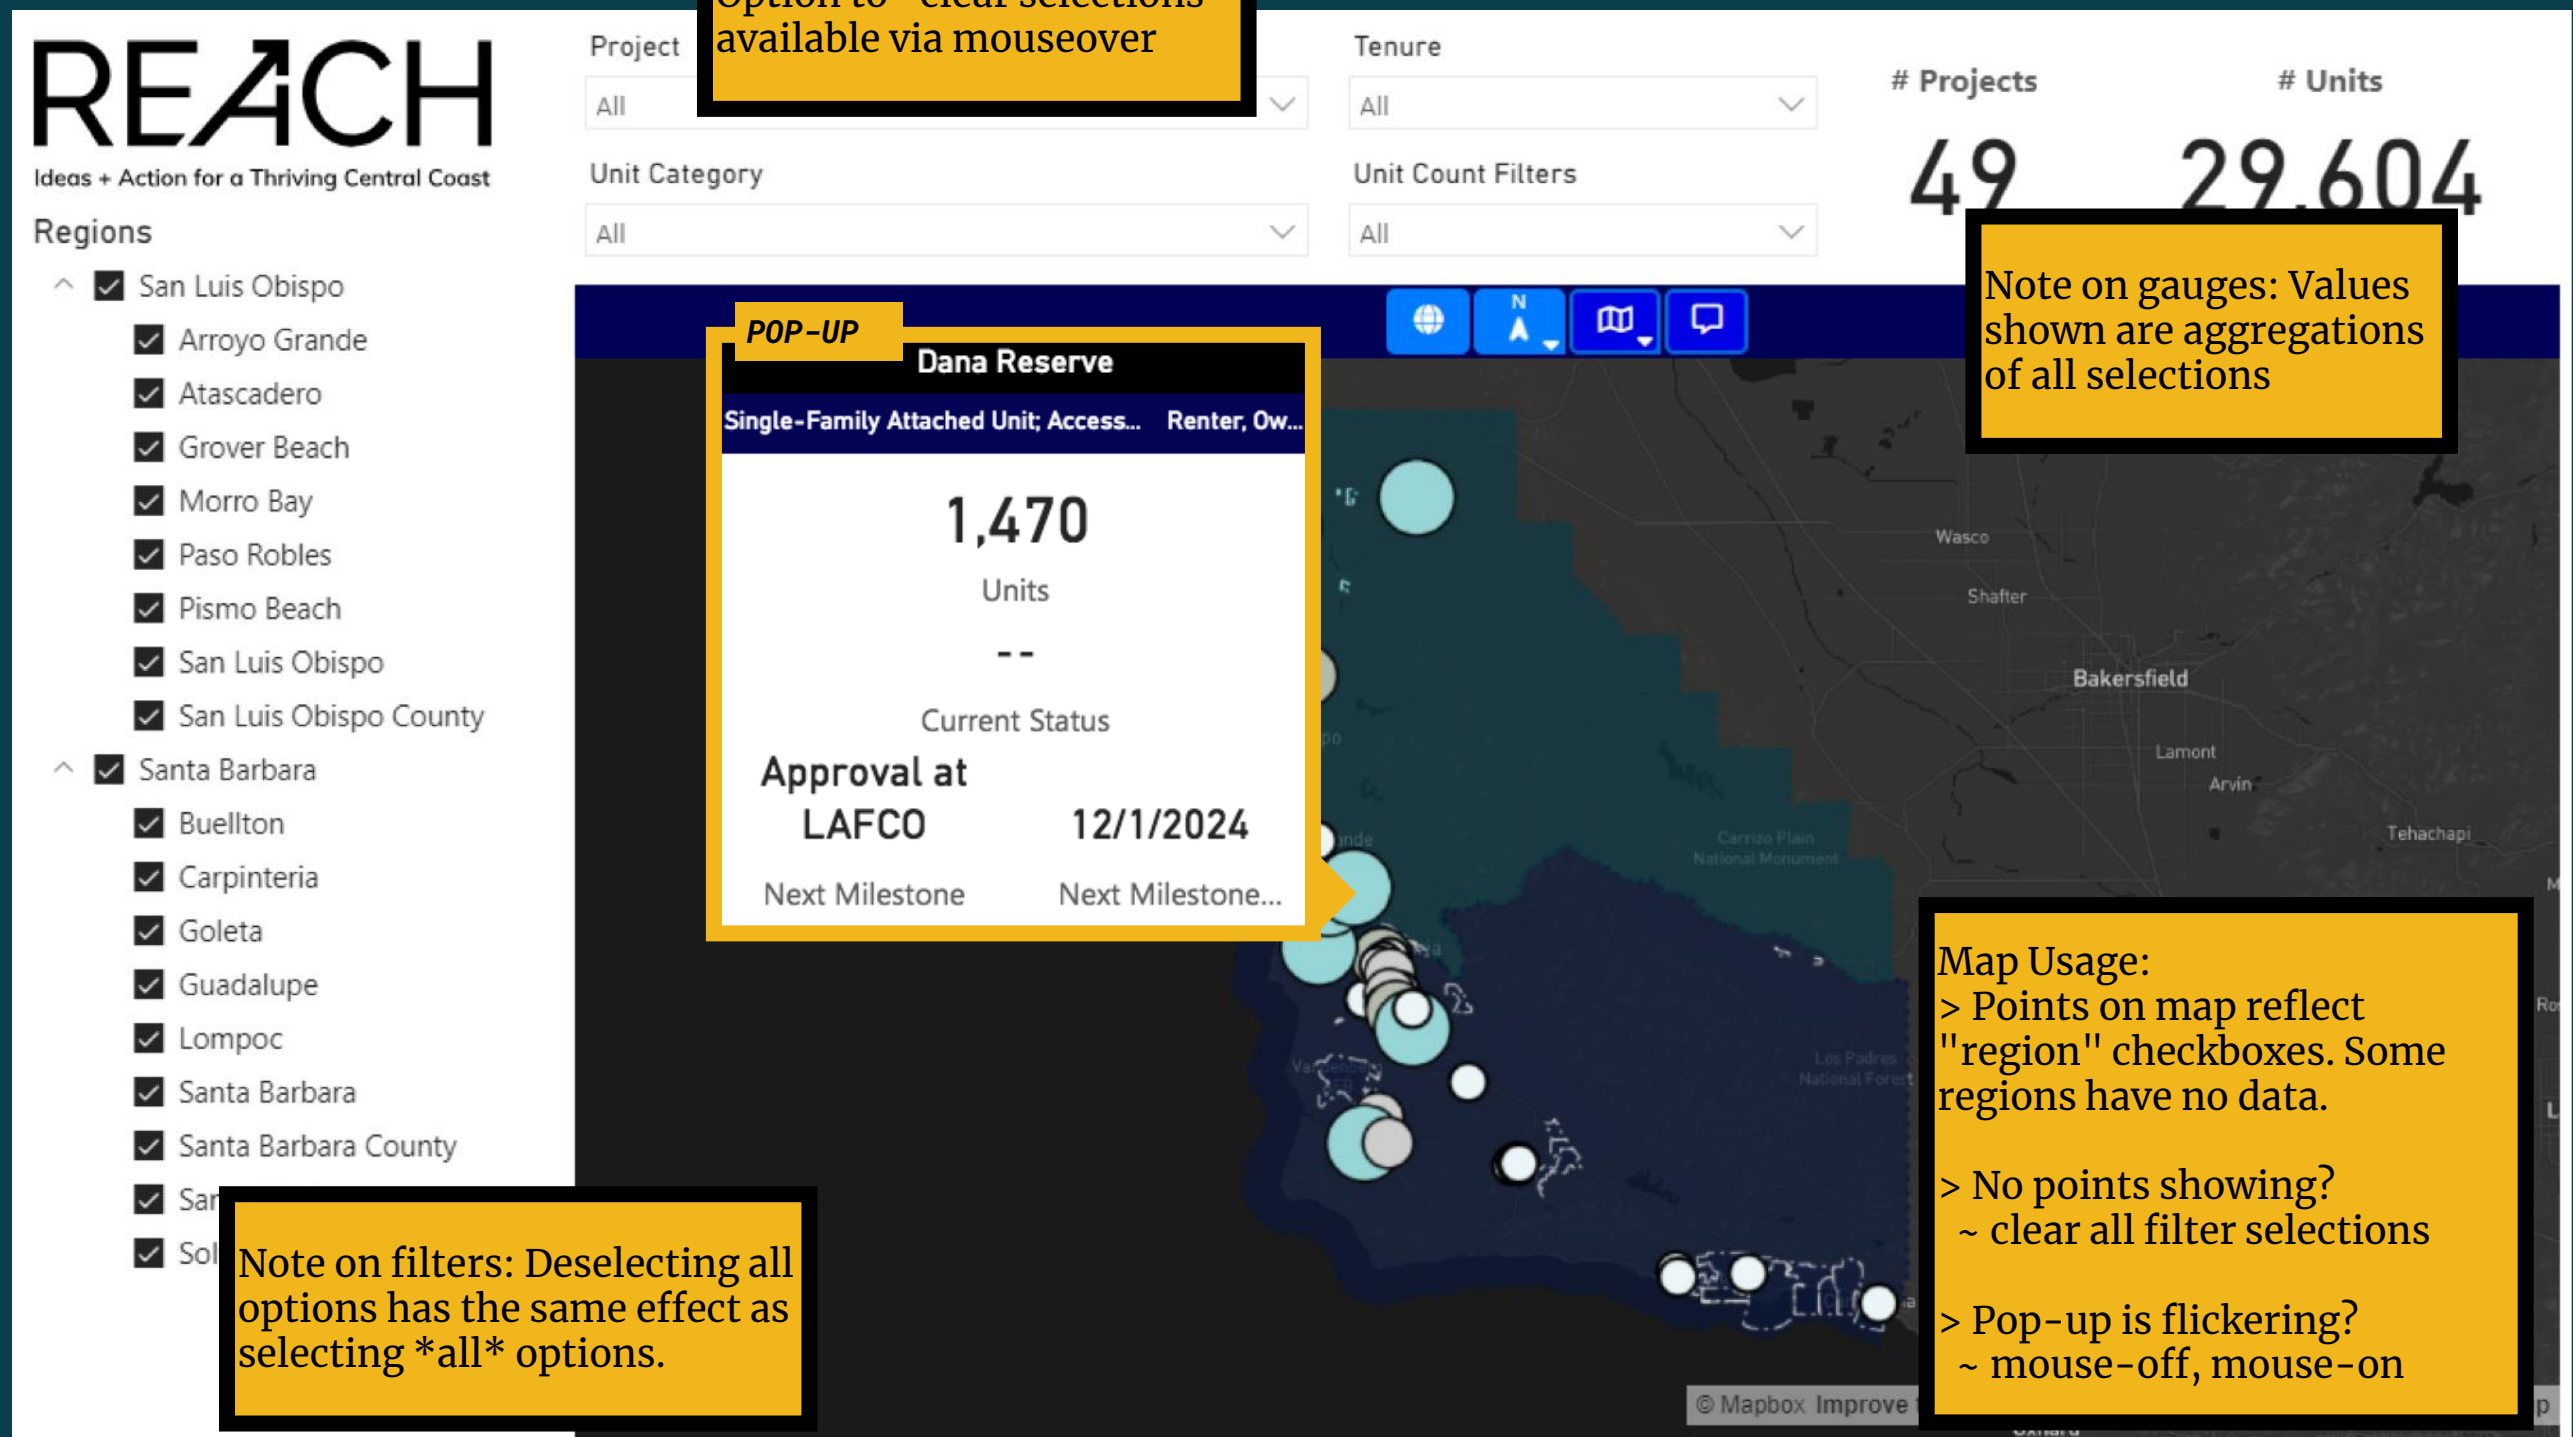 Option to "clear selections"
available via mouseover
REACH
Ideas + Action for a Thriving Central Coast
Project
All
Tenure
All
Unit Category
All
Unit Count Filters
All
# Projects
49
# Units
29,604
Note on gauges: Values
shown are aggregations
of all selections
Regions
San Luis Obispo
Arroyo Grande
Atascadero
Grover Beach
Morro Bay
Paso Robles
Pismo Beach
San Luis Obispo
San Luis Obispo County
Santa Barbara
Buellton
Carpinteria
Goleta
Guadalupe
Lompoc
Santa Barbara
Santa Barbara County
Note on filters: Deselecting all
options has the same effect as
selecting *all* options.
POP-UP
Dana Reserve
Single-Family Attached Unit; Access... Renter, Ow...
1,470
Units
--
Current Status
Approval at
LAFCO
Next Milestone
12/1/2024
Next Milestone...
N
Wasco
Shafter
Bakersfield
Lamont
Arvin
Tehachapi
Carrizo Plain
National Monument
Los Padres
National Forest
Map Usage:
> Points on map reflect
"region" checkboxes. Some
regions have no data.
> No points showing?
~ clear all filter selections
> Pop-up is flickering?
~ mouse-off, mouse-on
© Mapbox Improve